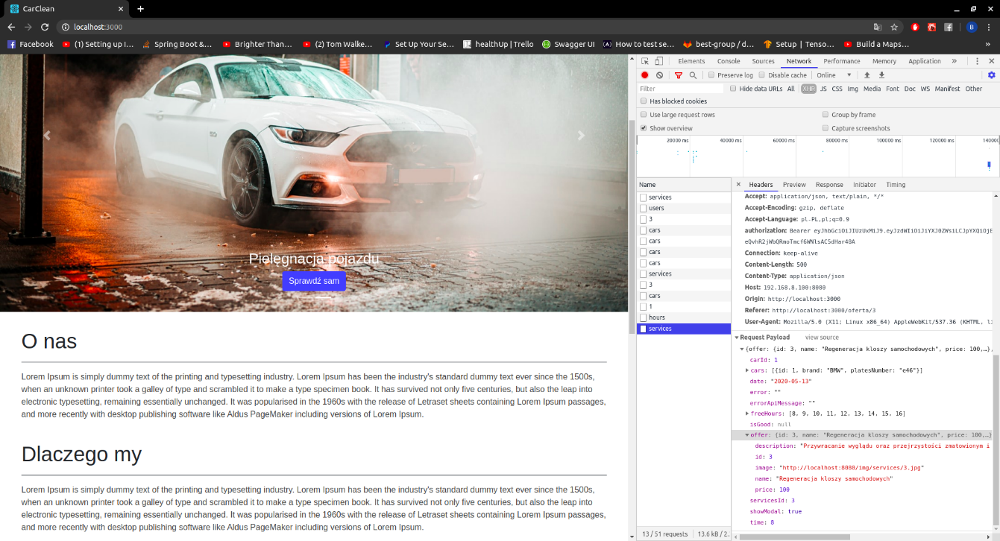 CarClean
localhost:3000
Facebook (1) Setting up I... Spring Boot &... Brighter Than... (2) Tom Walke... Set Up Your Se... healthUp | Trello Swagger UI How to test se... best-group / d... Setup | Tenso... Build a Maps... »
Pielęgnacja pojazdu
Sprawdź sam
O nas
Lorem Ipsum is simply dummy text of the printing and typesetting industry. Lorem Ipsum has been the industry's standard dummy text ever since the 1500s,
when an unknown printer took a galley of type and scrambled it to make a type specimen book. It has survived not only five centuries, but also the leap into
electronic typesetting, remaining essentially unchanged. It was popularised in the 1960s with the release of Letraset sheets containing Lorem Ipsum passages,
and more recently with desktop publishing software like Aldus PageMaker including versions of Lorem Ipsum.
Dlaczego my
Lorem Ipsum is simply dummy text of the printing and typesetting industry. Lorem Ipsum has been the industry's standard dummy text ever since the 1500s,
when an unknown printer took a galley of type and scrambled it to make a type specimen book. It has survived not only five centuries, but also the leap into
electronic typesetting, remaining essentially unchanged. It was popularised in the 1960s with the release of Letraset sheets containing Lorem Ipsum passages,
and more recently with desktop publishing software like Aldus PageMaker including versions of Lorem Ipsum.
Elements Console Sources Network Performance Memory Application »
Preserve log Disable cache Online
Filter Hide data URLs All XHR JS CSS Img Media Font Doc WS Manifest Other
Has blocked cookies
Use large request rows Group by frame
Show overview Capture screenshots
20000 ms 40000 ms 60000 ms 80000 ms 100000 ms 120000 ms 140000
Name
services
users
3
cars
cars
cars
cars
services
3
cars
1
hours
services
13 / 51 requests 13.6 kB / 2...
Headers Preview Response Initiator Timing
Accept: application/json, text/plain, */*
Accept-Encoding: gzip, deflate
Accept-Language: pl-PL,pl;q=0.9
authorization: Bearer
Connection: keep-alive
Content-Length: 500
Content-Type: application/json
Host: 192.168.8.100:8080
Origin: http://localhost:3000
Referer: http://localhost:3000/oferta/3
User-Agent: Mozilla/5.0 (X11; Linux x86_64) AppleWebKit/537.36 (KHTML, li
Request Payload view source
{offer: {id: 3, name: "Regeneracja kloszy samochodowych", price: 100,…},
carId: 1
cars: [{id: 1, brand: "BMW", platesNumber: "e46"}]
date: "2020-05-13"
error: ""
errorApiMessage: ""
freeHours: [8, 9, 10, 11, 12, 13, 14, 15, 16]
isGood: null
offer: {id: 3, name: "Regeneracja kloszy samochodowych", price: 100,…}
description: "Przywracanie wyglądu oraz przejrzystości zmatowionym i
id: 3
image: "http://localhost:8080/img/services/3.jpg"
name: "Regeneracja kloszy samochodowych"
price: 100
servicesId: 3
showModal: true
time: 8